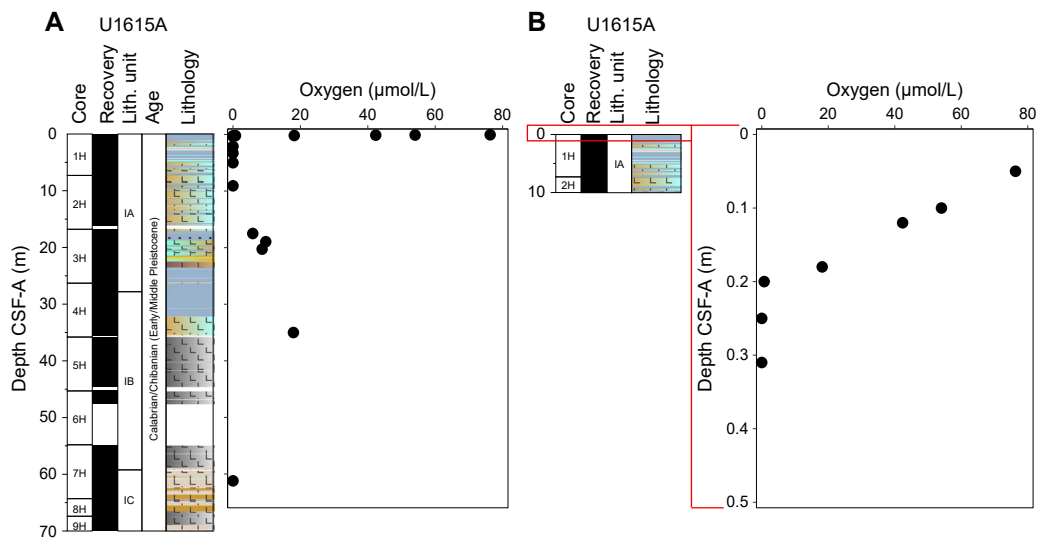 A
U1615A
Core
Recovery
Lith. unit
Age
Lithology
Oxygen (µmol/L)
0 20 40 60 80
Depth CSF-A (m)
0
10
20
30
40
50
60
70
1H
2H
3H
4H
5H
6H
7H
8H
9H
IA
IB
IC
Calabrian/Chibanian (Early/Middle Pleistocene)
B
U1615A
Core
Recovery
Lith. unit
Lithology
Oxygen (µmol/L)
0 20 40 60 80
0
10
1H
2H
IA
Depth CSF-A (m)
0
0.1
0.2
0.3
0.4
0.5